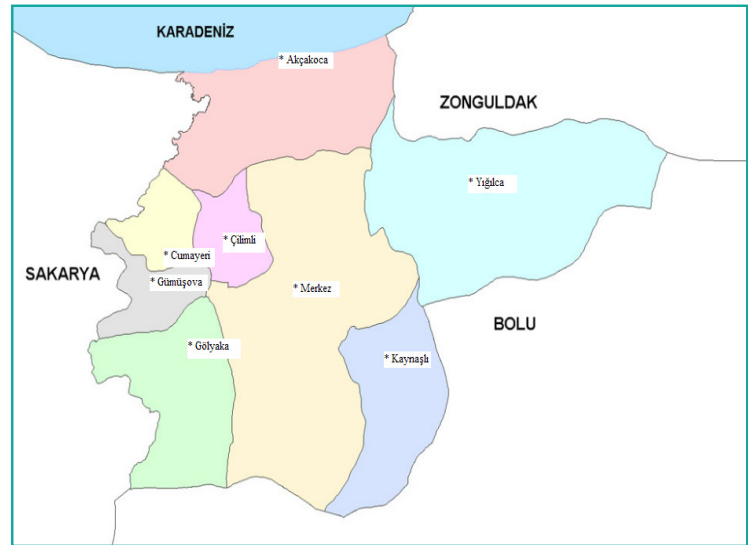 KARADENİZ
* Akçakoca
ZONGULDAK
* Yığılca
* Çilimli
* Cumayeri
SAKARYA
* Gümüşova
* Merkez
BOLU
* Gölyaka
* Kaynaşlı